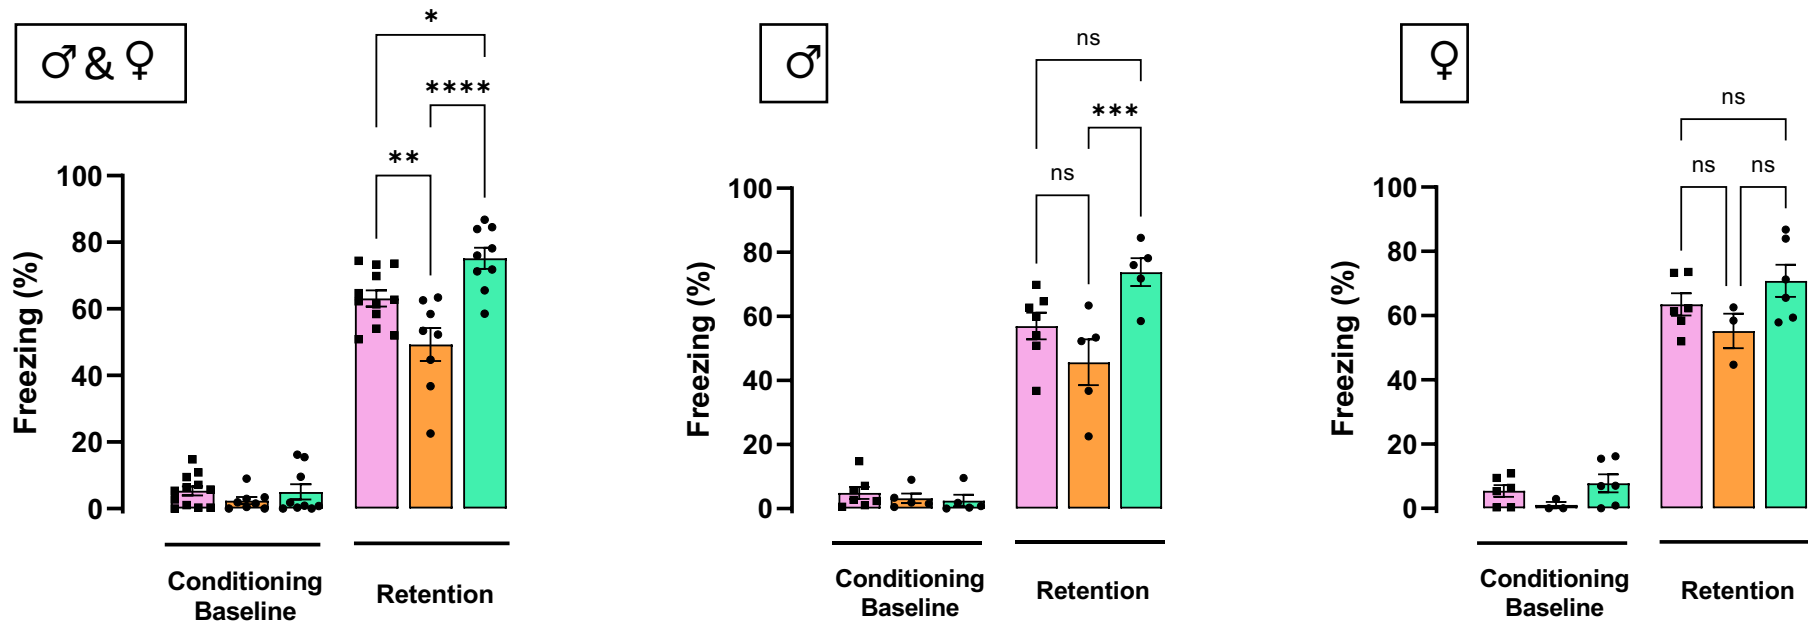 ♂ & ♀
Freezing (%)
100
80
60
40
20
0
*
****
**
Conditioning
Baseline
Retention
♂
Freezing (%)
100
80
60
40
20
0
ns
***
ns
Conditioning
Baseline
Retention
♀
Freezing (%)
100
80
60
40
20
0
ns
ns ns
Conditioning
Baseline
Retention